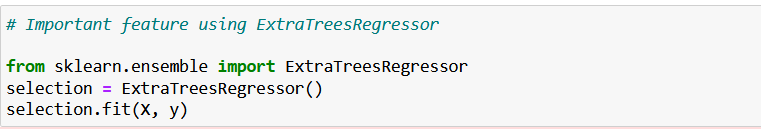 # Important feature using ExtraTreesRegressor
from sklearn.ensemble import ExtraTreesRegressor
selection = ExtraTreesRegressor()
selection.fit(X, y)